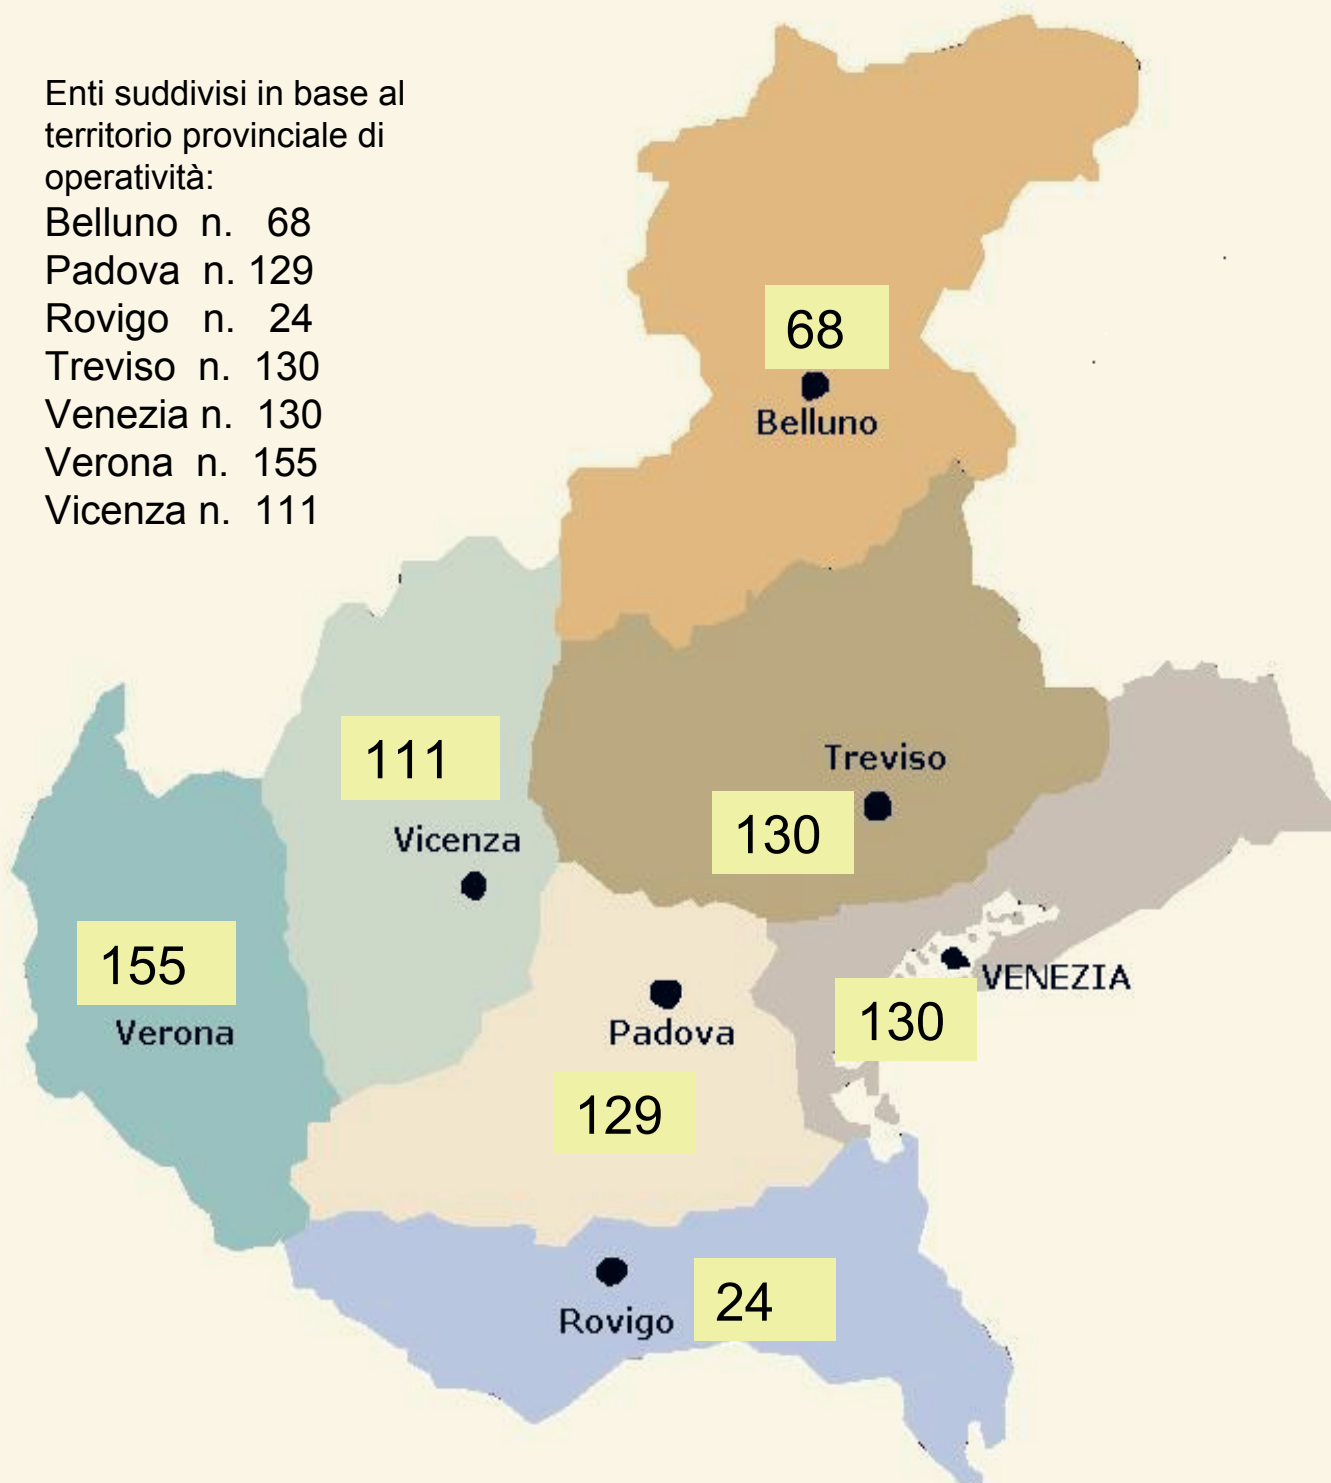 Enti suddivisi in base al
territorio provinciale di
operatività:
Belluno n. 68
Padova n. 129
Rovigo n. 24
Treviso n. 130
Venezia n. 130
Verona n. 155
Vicenza n. 111
68
Belluno
111
Vicenza
Treviso
130
155
Verona
Padova
129
VENEZIA
130
Rovigo
24